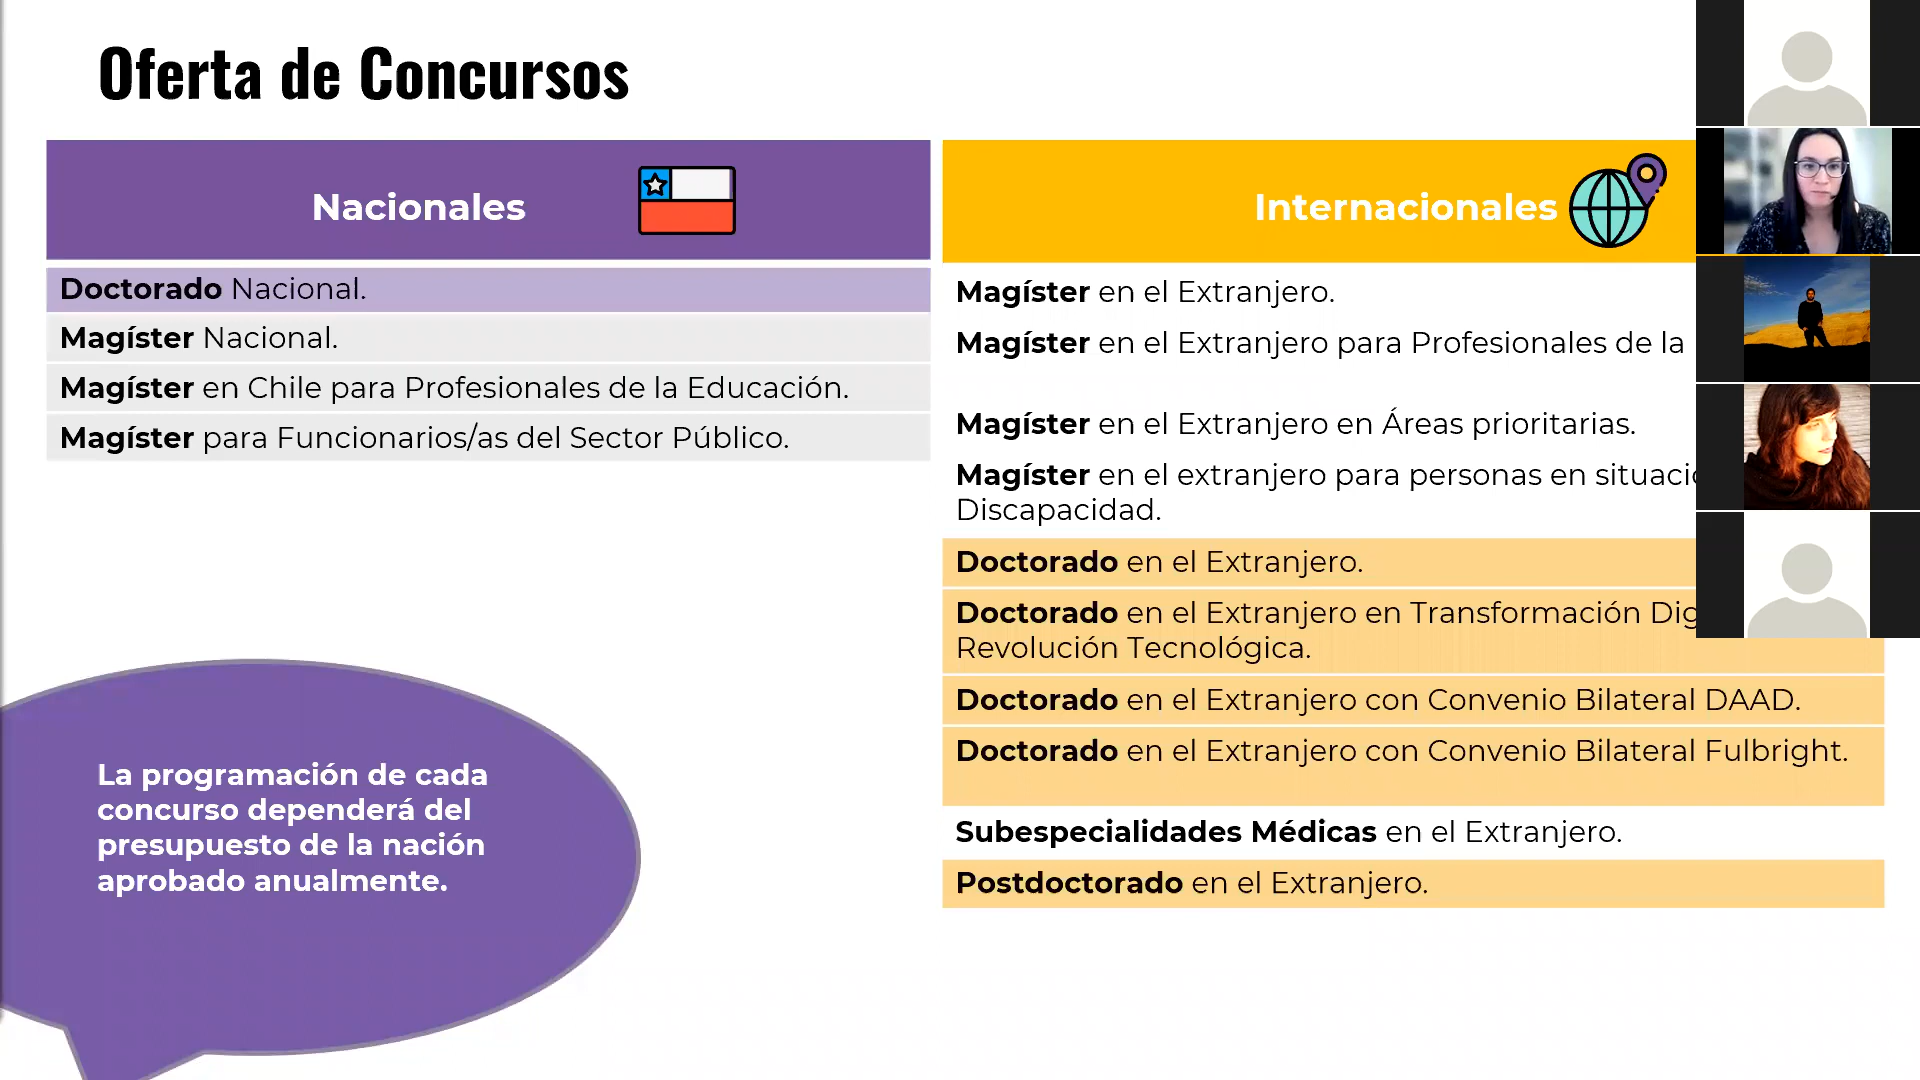 Oferta de Concursos
Nacionales
Doctorado Nacional.
Magíster Nacional.
Magíster en Chile para Profesionales de la Educación.
Magíster para Funcionarios/as del Sector Público.
La programación de cada
concurso dependerá del
presupuesto de la nación
aprobado anualmente.
Internacionales
Magíster en el Extranjero.
Magíster en el Extranjero para Profesionales de la
Magíster en el Extranjero en Áreas prioritarias.
Magíster en el extranjero para personas en
Discapacidad.
Doctorado en el Extranjero.
Doctorado en el Extranjero en Transformación
Revolución Tecnológica.
Doctorado en el Extranjero con Convenio Bilateral DAAD.
Doctorado en el Extranjero con Convenio Bilateral Fulbright.
Subespecialidades Médicas en el Extranjero.
Postdoctorado en el Extranjero.